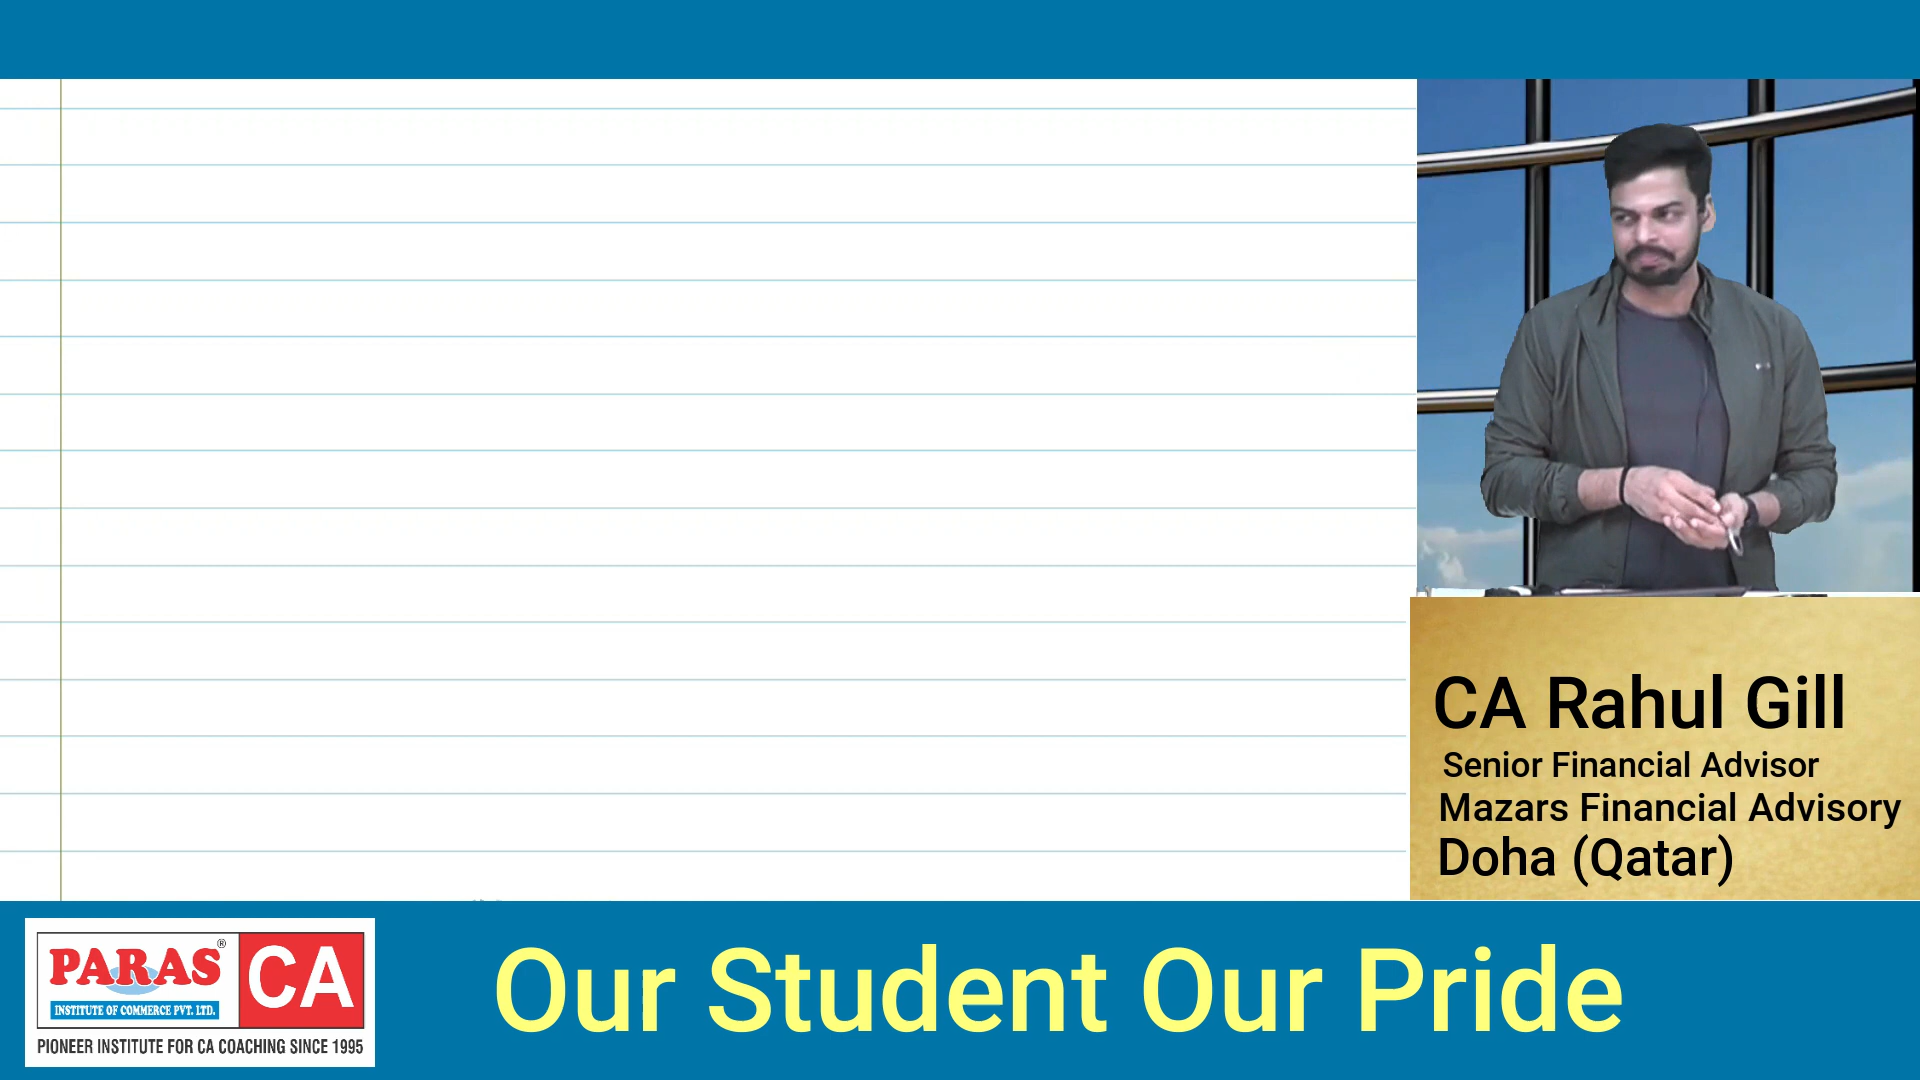 CA Rahul Gill
Senior Financial Advisor
Mazars Financial Advisory
Doha (Qatar)
PARAS®
CA
INSTITUTE OF COMMERCE PVT. LTD.
PIONEER INSTITUTE FOR CA COACHING SINCE 1995
Our Student Our Pride